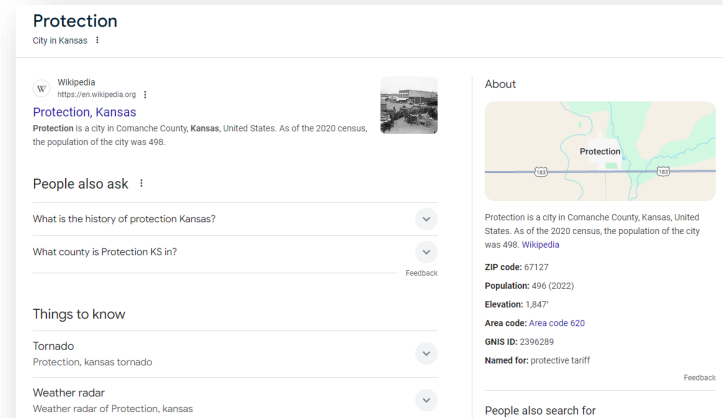 Protection
City in Kansas
W
Wikipedia
https://en.wikipedia.org
Protection, Kansas
Protection is a city in Comanche County, Kansas, United States. As of the 2020 census,
the population of the city was 498.
People also ask
What is the history of protection Kansas?
What county is Protection KS in?
Feedback
Things to know
Tornado
Protection, kansas tornado
Weather radar
Weather radar of Protection, kansas
About
Protection
183
183
Protection is a city in Comanche County, Kansas, United
States. As of the 2020 census, the population of the city
was 498. Wikipedia
ZIP code: 67127
Population: 496 (2022)
Elevation: 1,847'
Area code: Area code 620
GNIS ID: 2396289
Named for: protective tariff
Feedback
People also search for